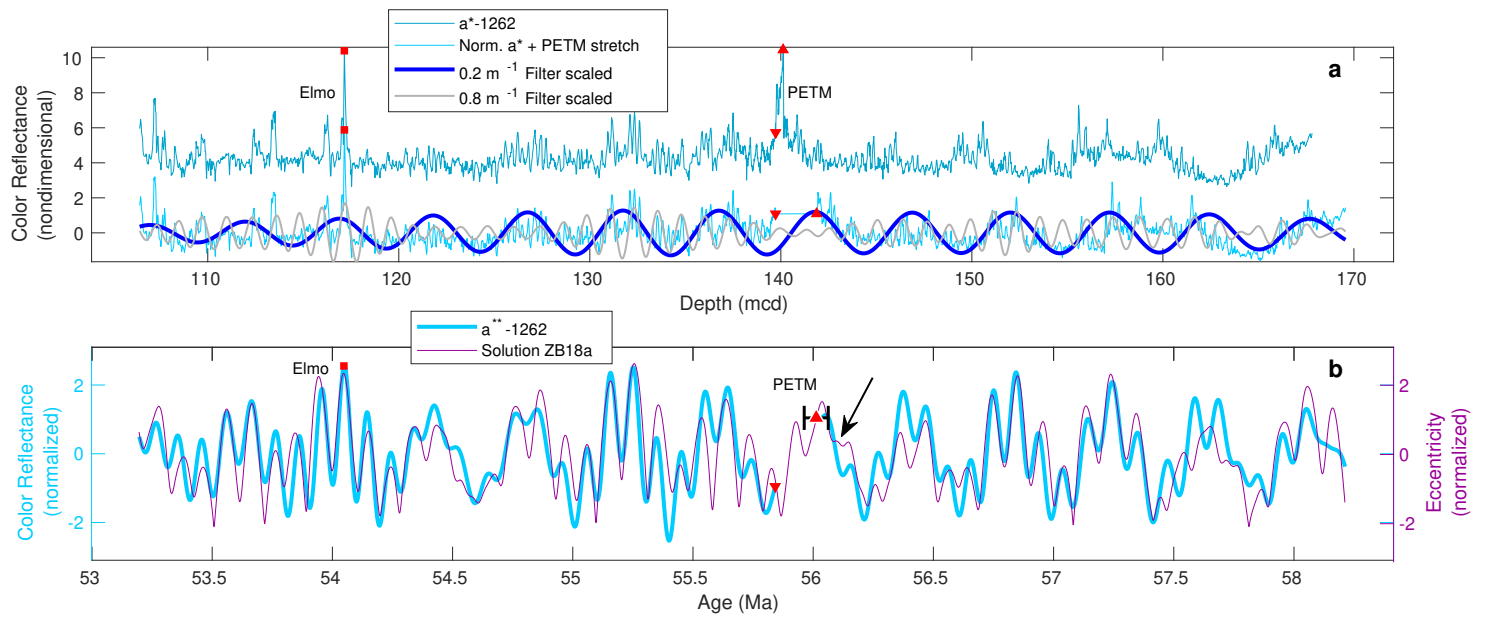 a*-1262
Norm. a* + PETM stretch
0.2 m -1 Filter scaled
0.8 m -1 Filter scaled
a
10
8
6
4
2
0
Elmo
PETM
Color Reflectance
(nondimensional)
110
120
130
140
150
160
170
Depth (mcd)
a** -1262
Solution ZB18a
b
Elmo
PETM
2
0
-2
Color Reflectance
(normalized)
2
0
-2
Eccentricity
(normalized)
53
53.5
54
54.5
55
55.5
56
56.5
57
57.5
58
Age (Ma)